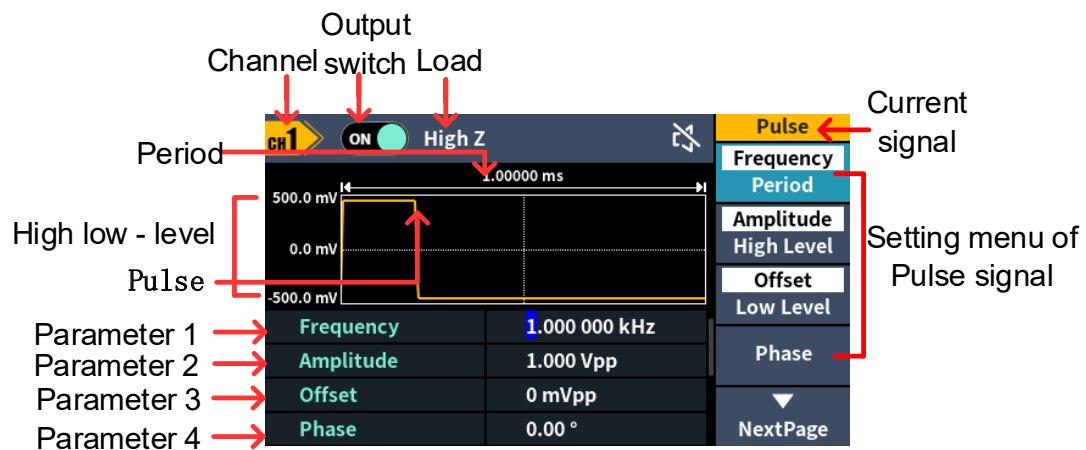 Output
Channel switch Load
Current
signal
CH1 ON High Z Pulse
Period
1.00000 ms
Frequency
Period
500.0 mV
Amplitude
High Level
High low - level
0.0 mV
Setting menu of
Pulse signal
Pulse
Offset
Low Level
-500.0 mV
Parameter 1 Frequency 1.000 000 kHz
Parameter 2 Amplitude 1.000 Vpp
Phase
Parameter 3 Offset 0 mVpp
Parameter 4 Phase 0.00 °
NextPage